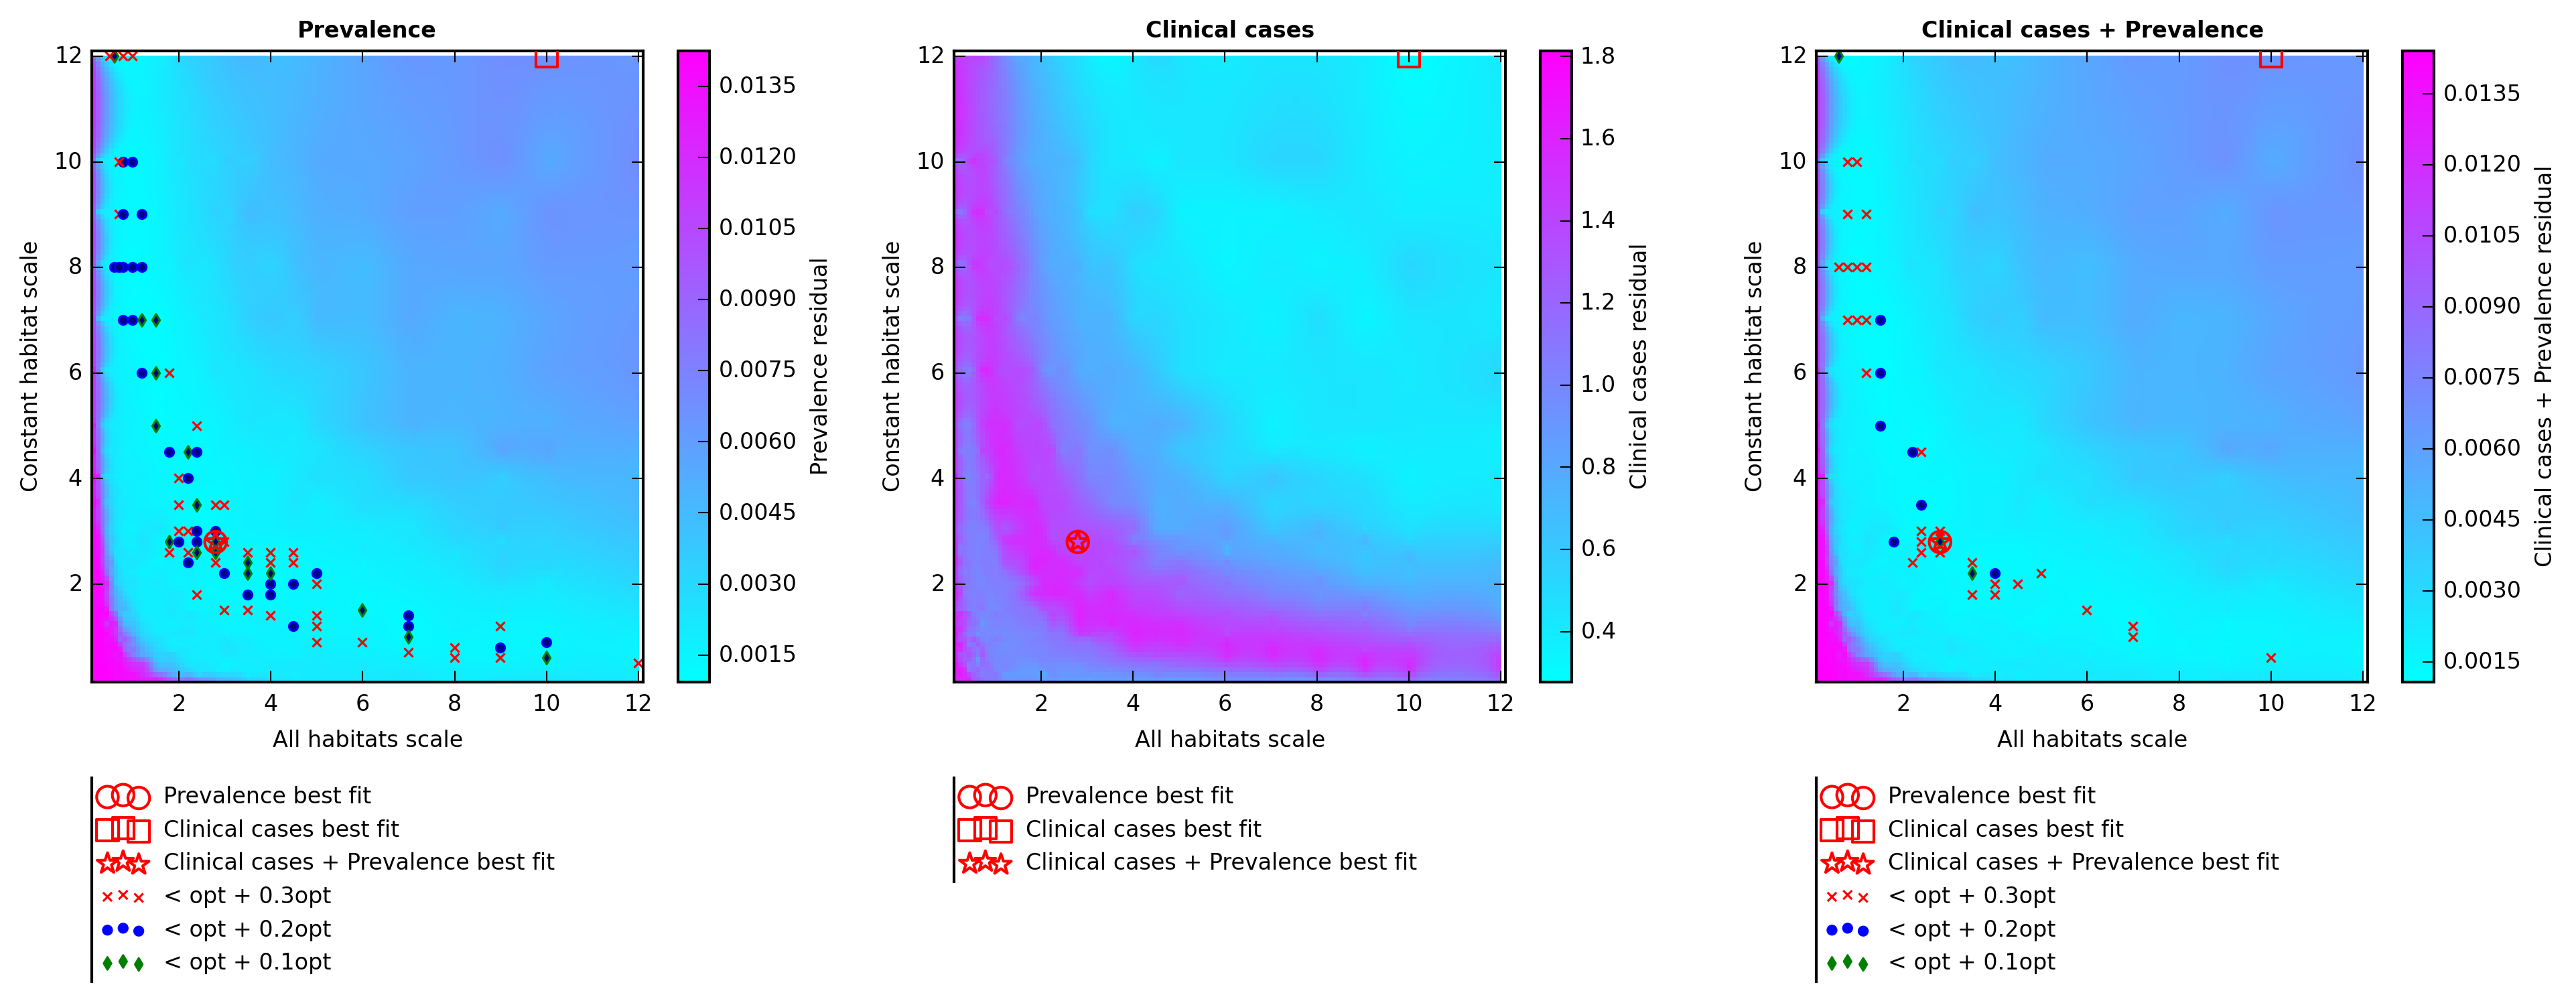 Prevalence
Constant habitat scale
12
10
8
6
4
2
2 4 6 8 10 12
All habitats scale
0.0135
0.0120
0.0105
0.0090
0.0075
0.0060
0.0045
0.0030
0.0015
Prevalence residual
Prevalence best fit
Clinical cases best fit
Clinical cases + Prevalence best fit
< opt + 0.3opt
< opt + 0.2opt
< opt + 0.1opt
Clinical cases
Constant habitat scale
12
10
8
6
4
2
2 4 6 8 10 12
All habitats scale
1.8
1.6
1.4
1.2
1.0
0.8
0.6
0.4
Clinical cases residual
Prevalence best fit
Clinical cases best fit
Clinical cases + Prevalence best fit
Clinical cases + Prevalence
Constant habitat scale
12
10
8
6
4
2
2 4 6 8 10 12
All habitats scale
0.0135
0.0120
0.0105
0.0090
0.0075
0.0060
0.0045
0.0030
0.0015
Clinical cases + Prevalence residual
Prevalence best fit
Clinical cases best fit
Clinical cases + Prevalence best fit
< opt + 0.3opt
< opt + 0.2opt
< opt + 0.1opt